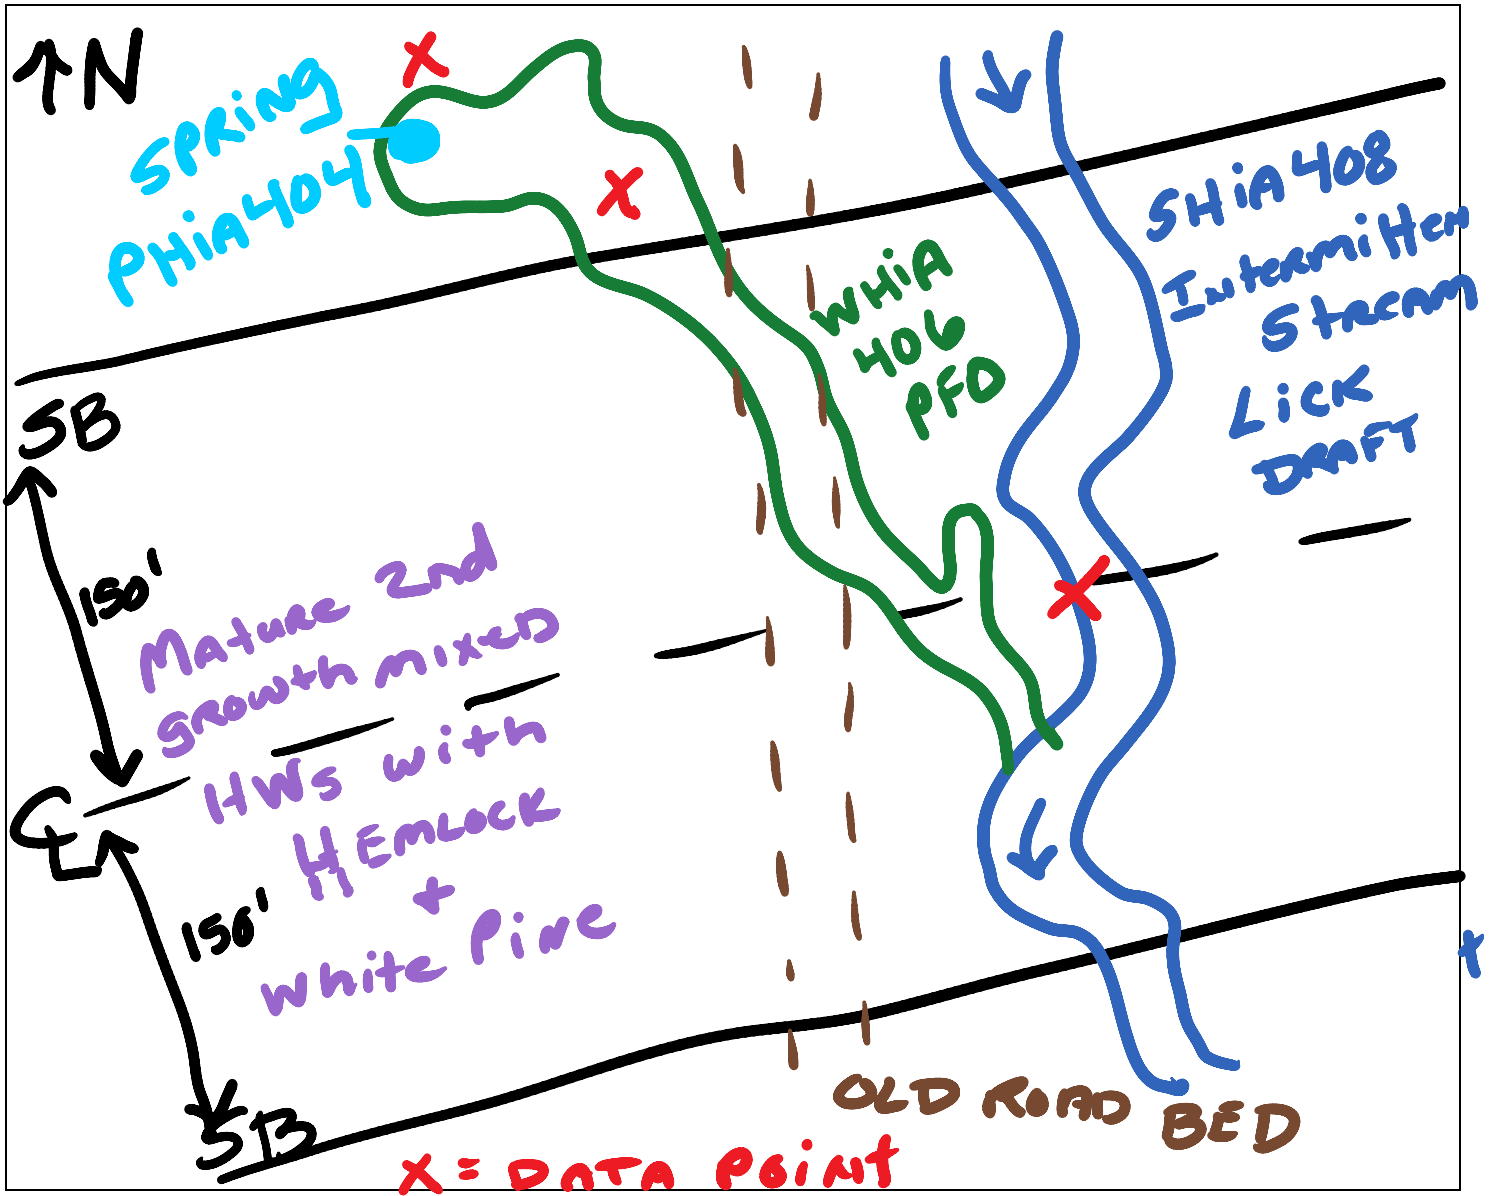 ↑N
SPRING
PHIA404
SHIA408
Intermitten
Stream
Lick
DRAFT
WHIA
406
PFO
SB
150'
Mature 2nd
growth mixed
HWs with
HEMLOCK
+
white Pine
CL
150'
SB
t
OLD ROAD BED
X = DATA POINT